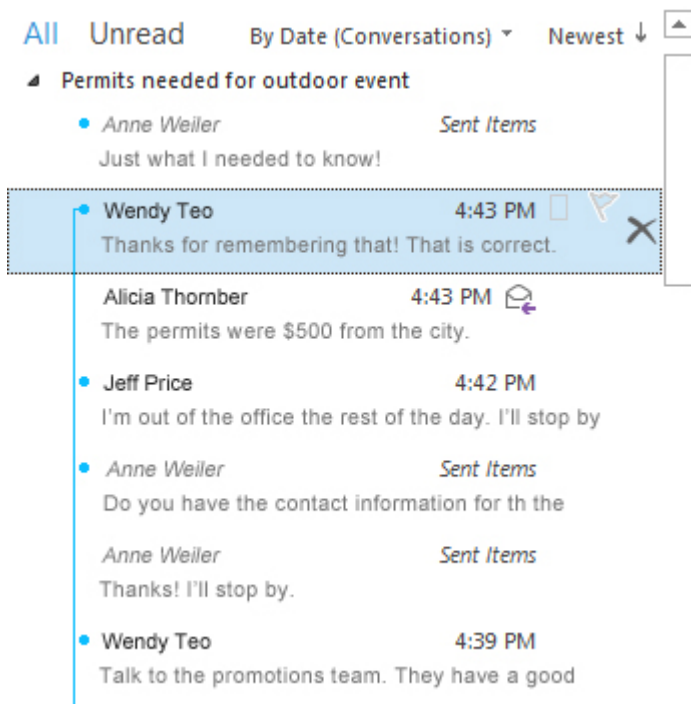 All Unread By Date (Conversations) Newest
Permits needed for outdoor event
Anne Weiler Sent Items
Just what I needed to know!
Wendy Teo 4:43 PM
Thanks for remembering that! That is correct.
Alicia Thornber 4:43 PM
The permits were $500 from the city.
Jeff Price 4:42 PM
I'm out of the office the rest of the day. I'll stop by
Anne Weiler Sent Items
Do you have the contact information for th the
Anne Weiler Sent Items
Thanks! I'll stop by.
Wendy Teo 4:39 PM
Talk to the promotions team. They have a good